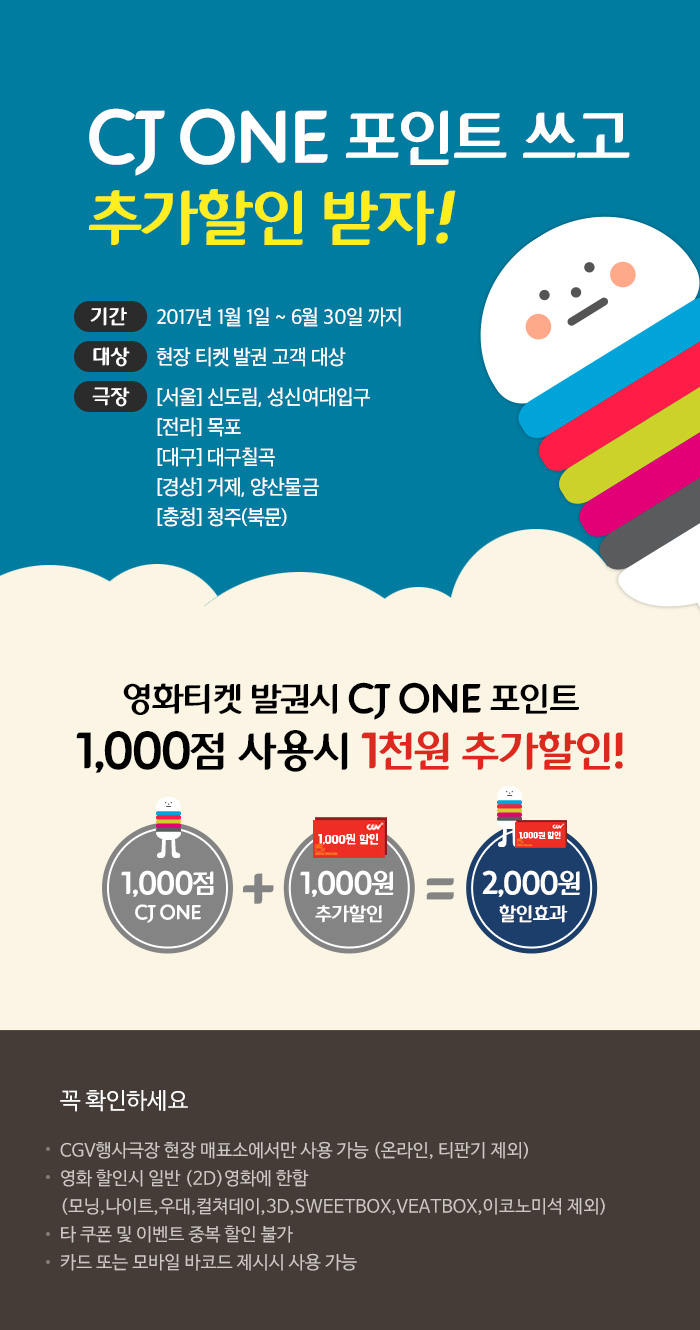 CJ ONE 포인트 쓰고
추가할인 받자!
기간 2017년 1월 1일 ~ 6월 30일 까지
대상 현장 티켓 발권 고객 대상
극장 [서울] 신도림, 성신여대입구
[전라] 목포
[대구] 대구칠곡
[경상] 거제, 양산물금
[충청] 청주(북문)
영화티켓 발권시 CJ ONE 포인트
1,000점 사용시 1천원 추가할인!
CGV
1,000원 할인
CGV
1,000원 할인
1,000점 + 1,000원 = 2,000원
CJ ONE 추가할인 할인효과
꼭 확인하세요
• CGV행사극장 현장 매표소에서만 사용 가능 (온라인, 티판기 제외)
• 영화 할인시 일반 (2D)영화에 한함
(모닝,나이트,우대,컬쳐데이,3D,SWEETBOX,VEATBOX,이코노미석 제외)
• 타 쿠폰 및 이벤트 중복 할인 불가
• 카드 또는 모바일 바코드 제시시 사용 가능